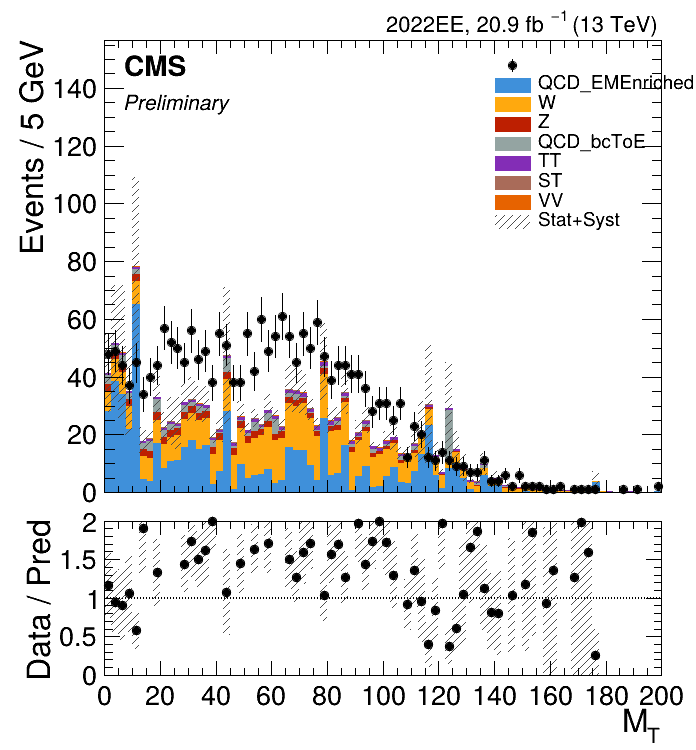 2022EE, 20.9 fb −1 (13 TeV)
CMS
Preliminary
QCD_EMEnriched
W
Z
QCD_bcToE
TT
ST
VV
Stat+Syst
Events / 5 GeV
140
120
100
80
60
40
20
0
Data / Pred
2
1.5
1
0.5
0
0 20 40 60 80 100 120 140 160 180 200
M_T